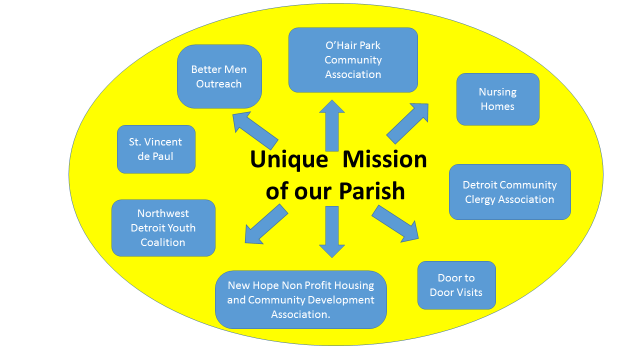 O'Hair Park
Community
Association
Better Men
Outreach
Nursing
Homes
St. Vincent
de Paul
Unique Mission
of our Parish
Detroit Community
Clergy Association
Northwest
Detroit Youth
Coalition
Door to
Door Visits
New Hope Non Profit Housing
and Community Development
Association.